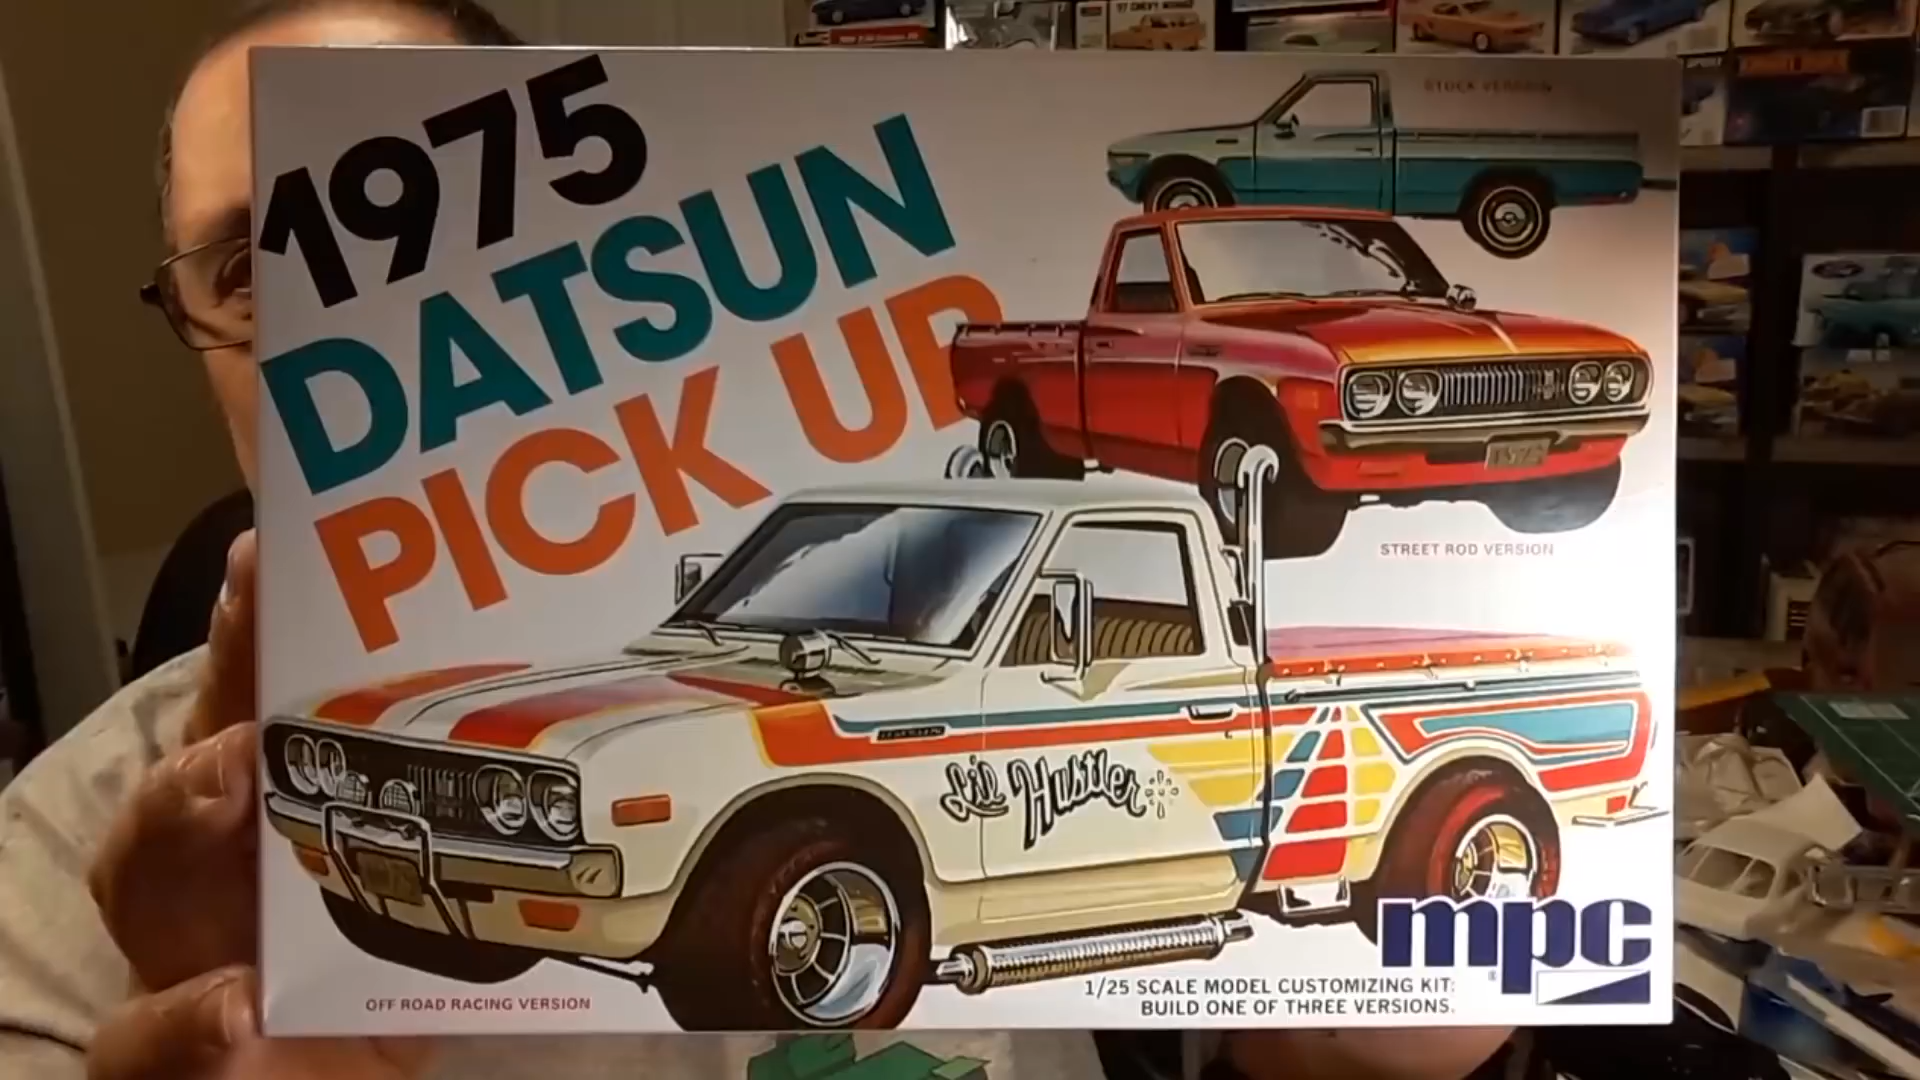 1975
DATSUN
PICK UP
STOCK VERSION
STREET ROD VERSION
Lil Hustler
OFF ROAD RACING VERSION
1/25 SCALE MODEL CUSTOMIZING KIT:
BUILD ONE OF THREE VERSIONS.
mpc
Ford